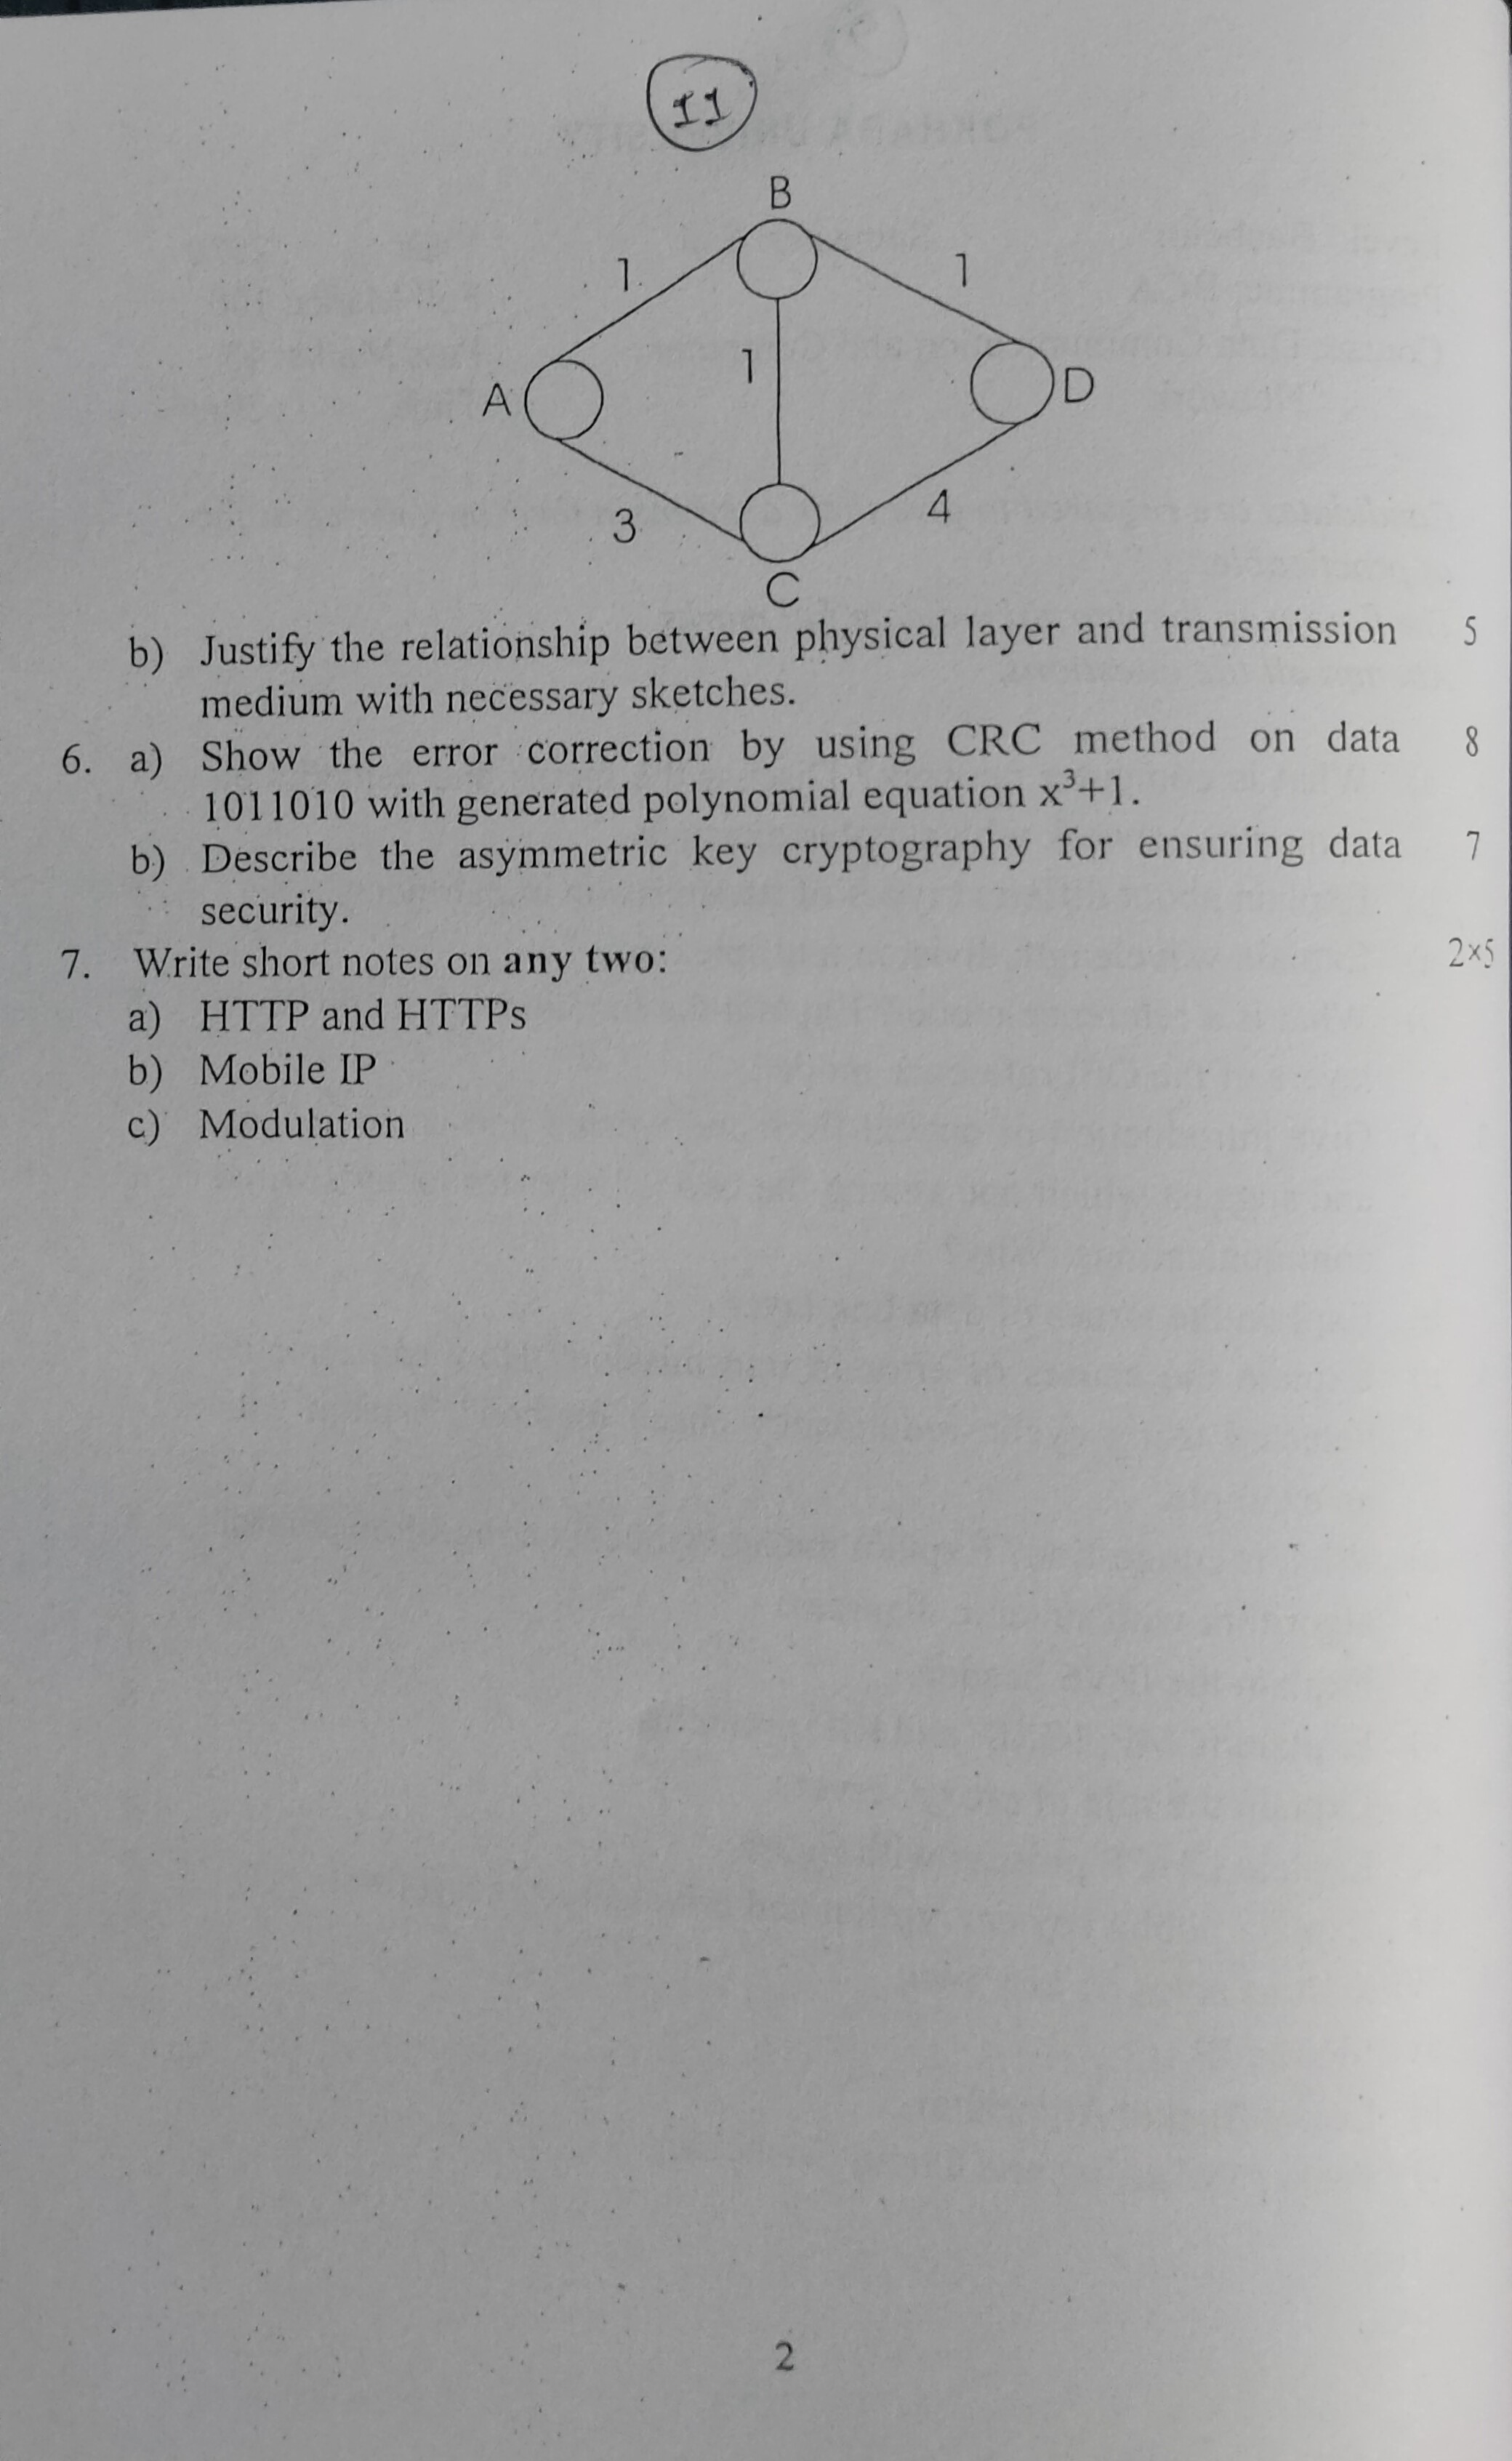 11
B
1
1
1
A
D
3
4
C
b) Justify the relationship between physical layer and transmission 5
medium with necessary sketches.
6. a) Show the error correction by using CRC method on data 8
1011010 with generated polynomial equation x³+1.
b) Describe the asymmetric key cryptography for ensuring data 7
security.
7. Write short notes on any two: 2×5
a) HTTP and HTTPs
b) Mobile IP
c) Modulation
2